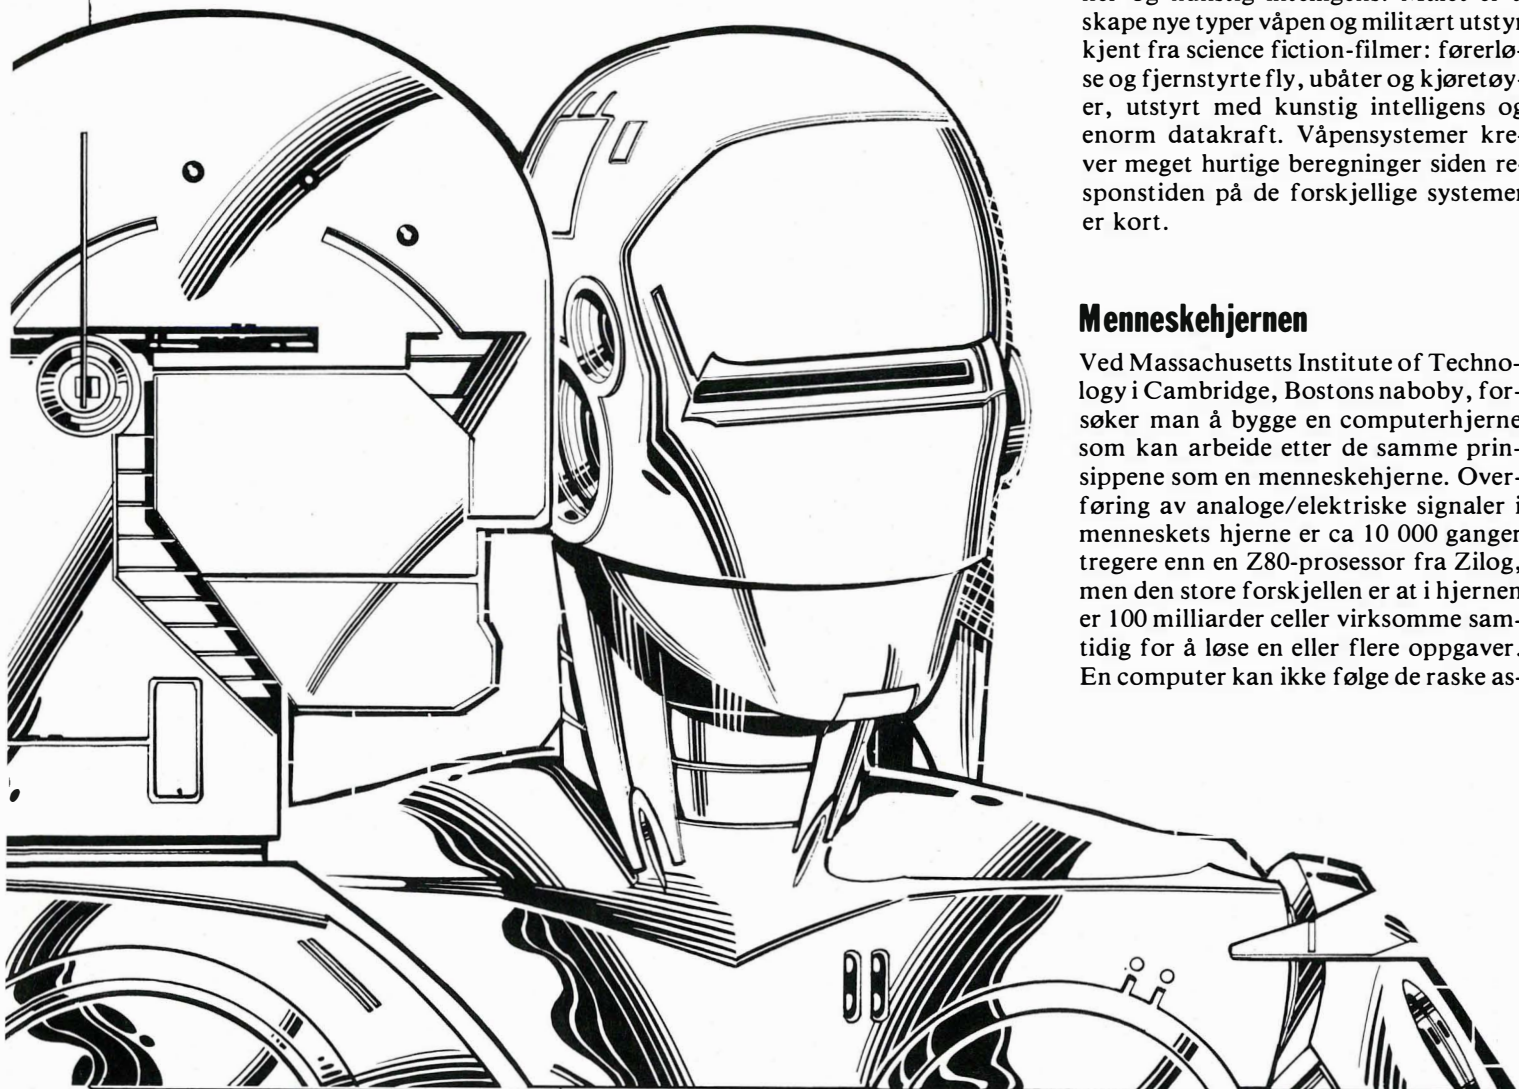 skape nye typer våpen og militært utstyr
kjent fra science fiction-filmer: førerlø-
se og fjernstyrte fly, ubåter og kjøretøy-
er, utstyrt med kunstig intelligens og
enorm datakraft. Våpensystemer kre-
ver meget hurtige beregninger siden re-
sponstiden på de forskjellige systemer
er kort.
Menneskehjernen
Ved Massachusetts Institute of Techno-
logy i Cambridge, Bostons naboby, for-
søker man å bygge en computerhjerne
som kan arbeide etter de samme prin-
sippene som en menneskehjerne. Over-
føring av analoge/elektriske signaler i
menneskets hjerne er ca 10 000 ganger
tregere enn en Z80-prosessor fra Zilog,
men den store forskjellen er at i hjernen
er 100 milliarder celler virksomme sam-
tidig for å løse en eller flere oppgaver.
En computer kan ikke følge de raske as-